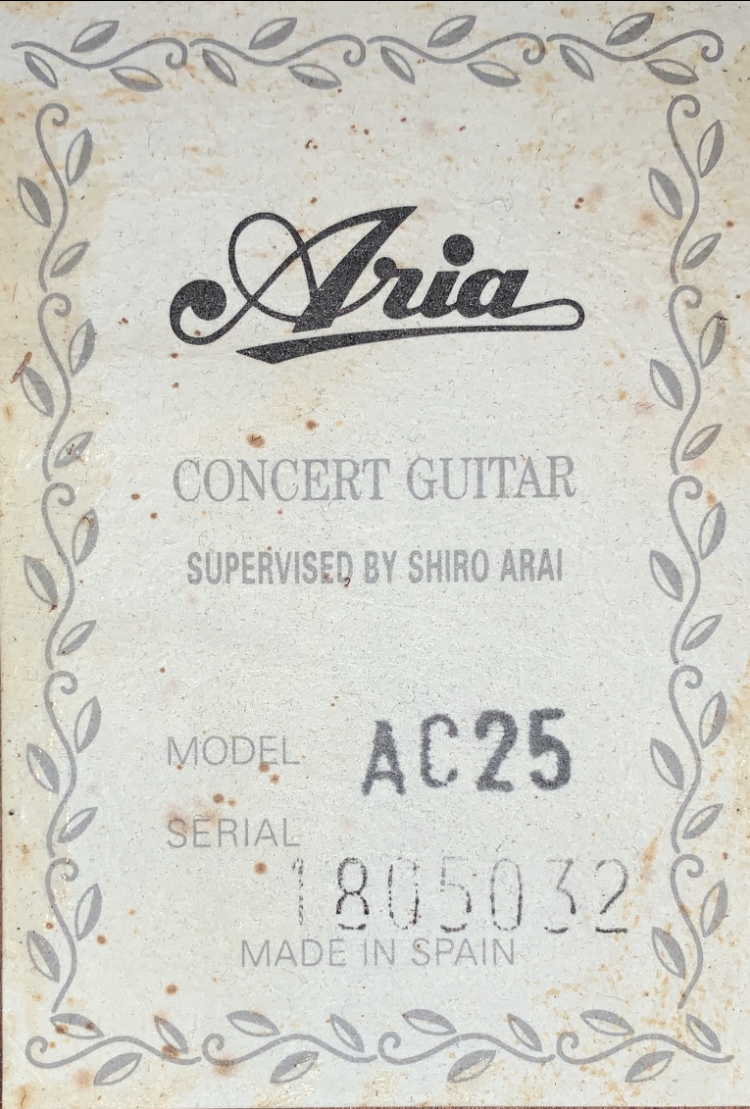 Aria
CONCERT GUITAR
SUPERVISED BY SHIRO ARAI
MODEL AC25
SERIAL
1805032
MADE IN SPAIN